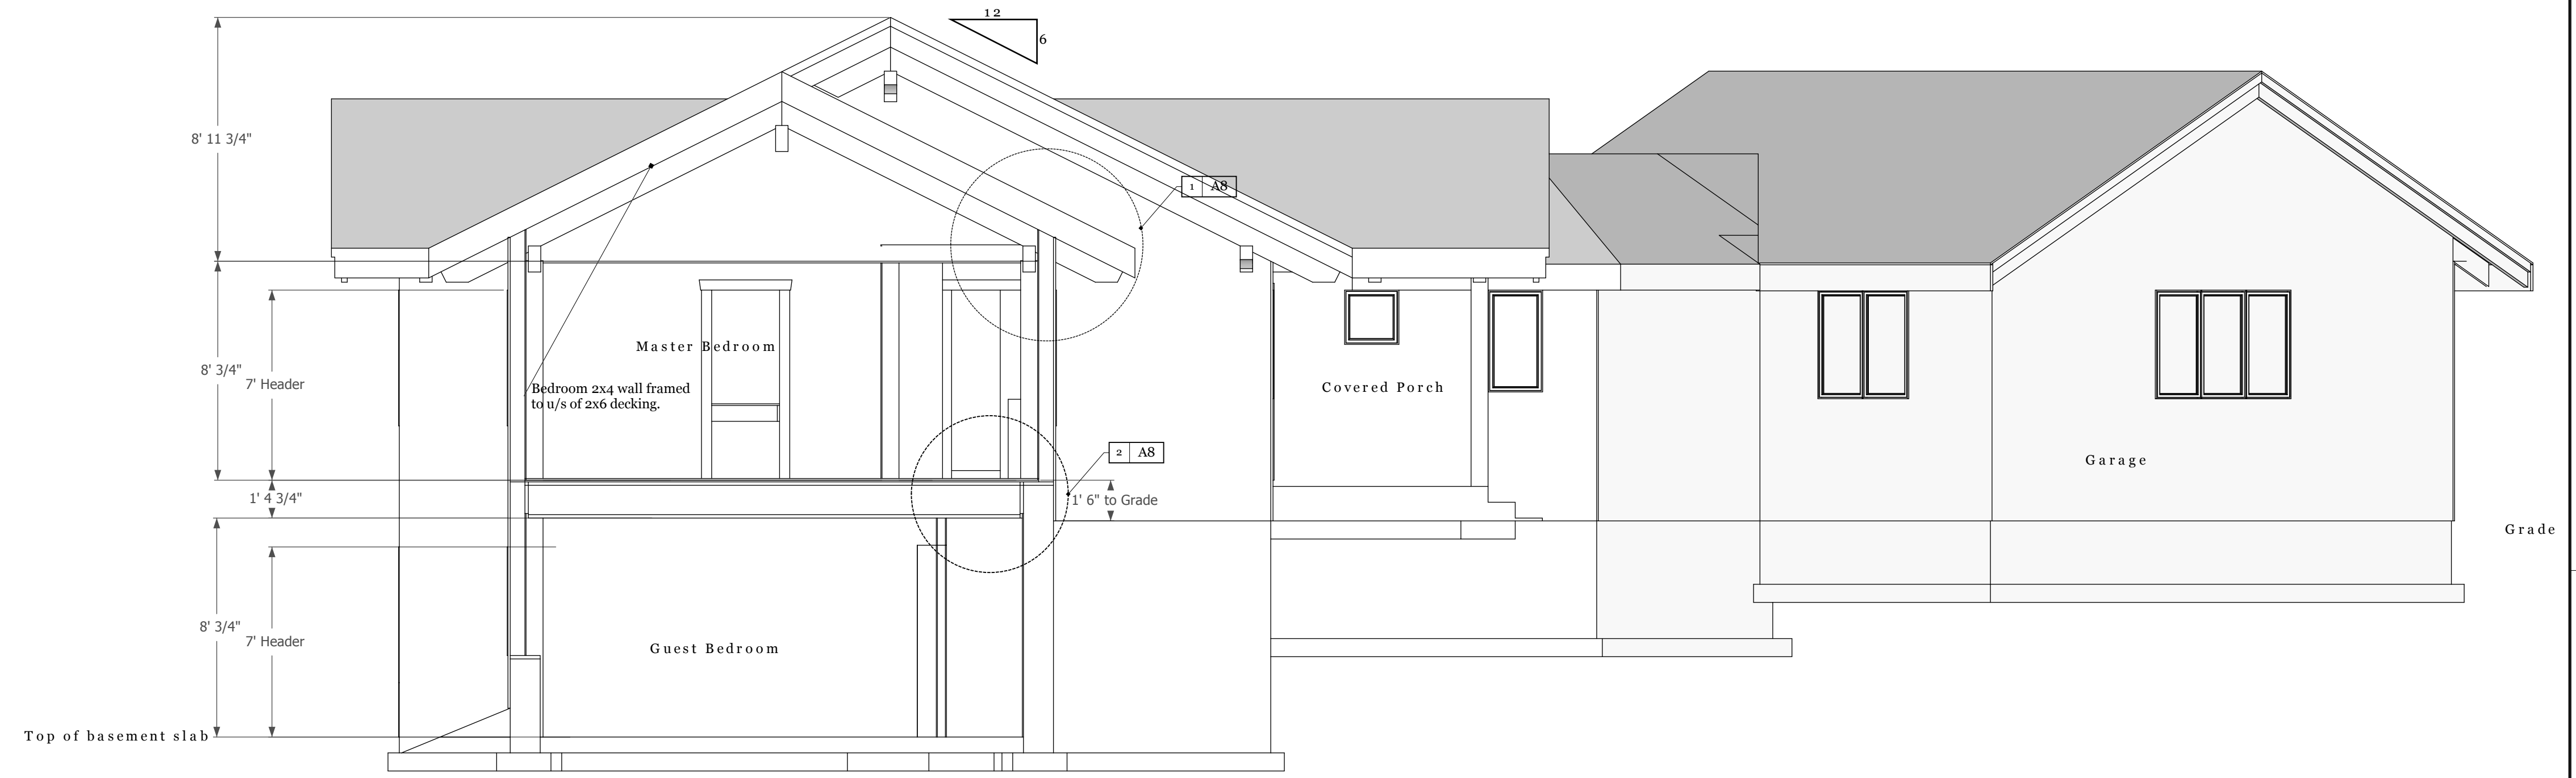 12
6
8' 11 3/4"
1 A8
Master Bedroom
8' 3/4"
7' Header
Bedroom 2x4 wall framed
to u/s of 2x6 decking.
Covered Porch
Garage
2 A8
1' 4 3/4"
1' 6" to Grade
Grade
8' 3/4"
7' Header
Guest Bedroom
Top of basement slab